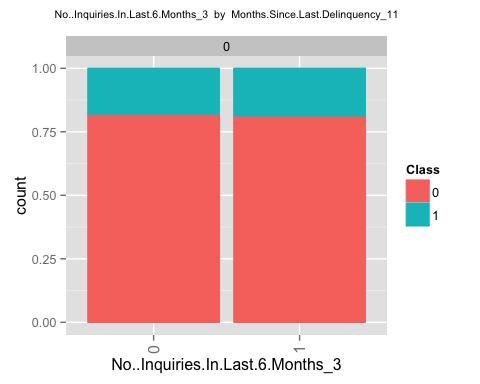 No..Inquiries.In.Last.6.Months_3 by Months.Since.Last.Delinquency_11
0
1.00
0.75
0.50
0.25
0.00
count
0
1
No..Inquiries.In.Last.6.Months_3
Class
0
1